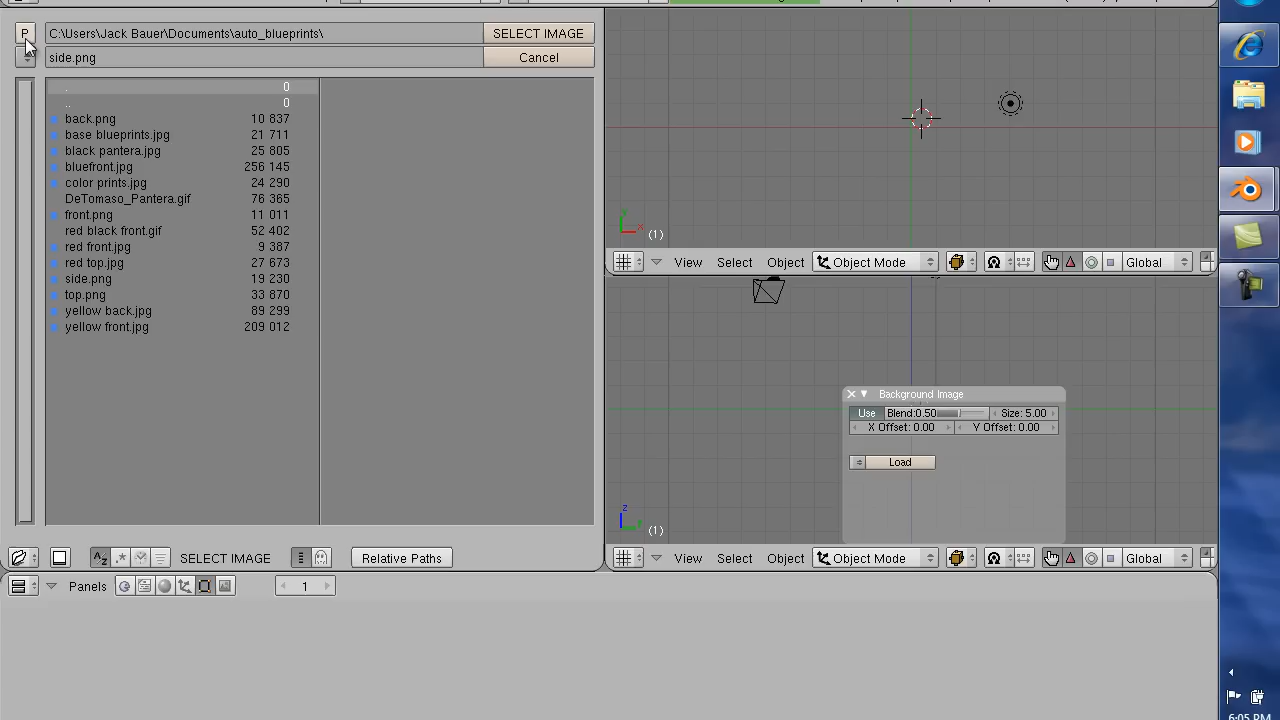 P C:\Users\Jack Bauer\Documents\auto_blueprints\ SELECT IMAGE
side.png Cancel
. 0
.. 0
back.png 10 837
base blueprints.jpg 21 711
black pantera.jpg 25 805
bluefront.jpg 256 145
color prints.jpg 24 290
DeTomaso_Pantera.gif 76 365
front.png 11 011
red black front.gif 52 402
red front.jpg 9 387
red top.jpg 27 673
side.png 19 230
top.png 33 870
yellow back.jpg 89 299
yellow front.jpg 209 012
SELECT IMAGE Relative Paths
y
x
(1)
View Select Object Object Mode Global
Background Image
Use Blend:0.50 Size: 5.00
X Offset: 0.00 Y Offset: 0.00
Load
z
y
(1)
View Select Object Object Mode Global
Panels 1
6:05 PM